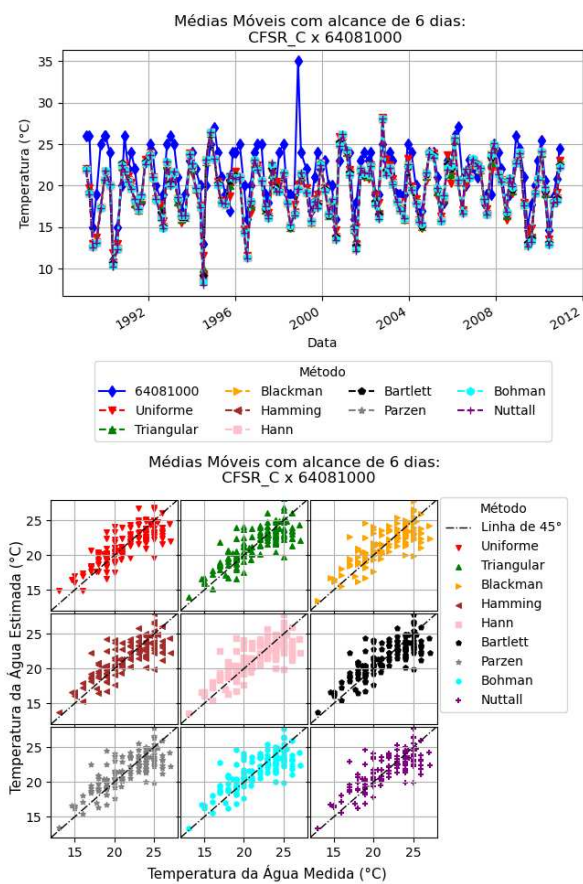 Médias Móveis com alcance de 6 dias:
CFSR_C x 64081000
Temperatura (°C)
35
30
25
20
15
10
1992
1996
2000
2004
2008
2012
Data
Método
64081000
Uniforme
Triangular
Blackman
Hamming
Hann
Bartlett
Parzen
Bohman
Nuttall
Médias Móveis com alcance de 6 dias:
CFSR_C x 64081000
Temperatura da Água Estimada (°C)
25
20
15
25
20
15
25
20
15
15 20 25 15 20 25 15 20 25
Temperatura da Água Medida (°C)
Método
Linha de 45°
Uniforme
Triangular
Blackman
Hamming
Hann
Bartlett
Parzen
Bohman
Nuttall